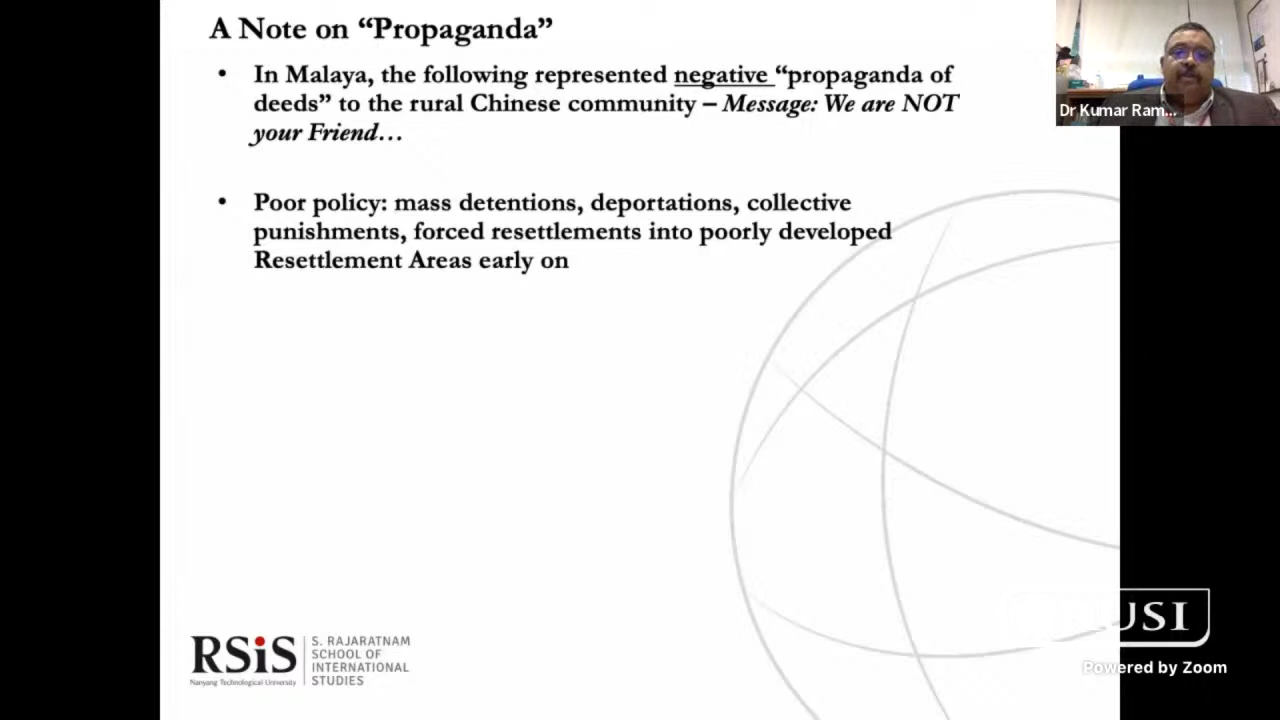 A Note on “Propaganda”
• In Malaya, the following represented negative “propaganda of
deeds” to the rural Chinese community – Message: We are NOT
your Friend…
• Poor policy: mass detentions, deportations, collective
punishments, forced resettlements into poorly developed
Resettlement Areas early on
Dr Kumar Ram...
RSiS
Nanyang Technological University
S. RAJARATNAM
SCHOOL OF
INTERNATIONAL
STUDIES
USI
Powered by Zoom